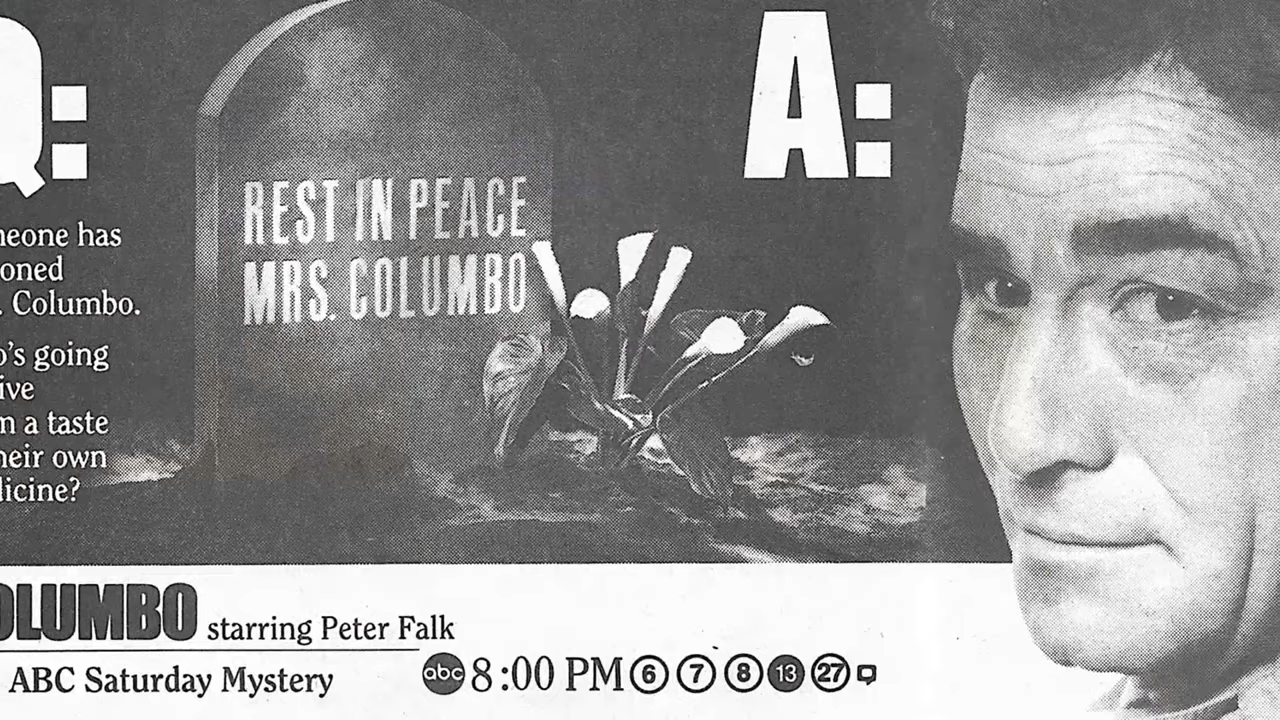 Q:
A:
REST IN PEACE
MRS. COLUMBO
neone has
oned
. Columbo.
o's going
ive
m a taste
heir own
licine?
OLUMBO starring Peter Falk
ABC Saturday Mystery
abc 8:00 PM 6 7 8 13 27